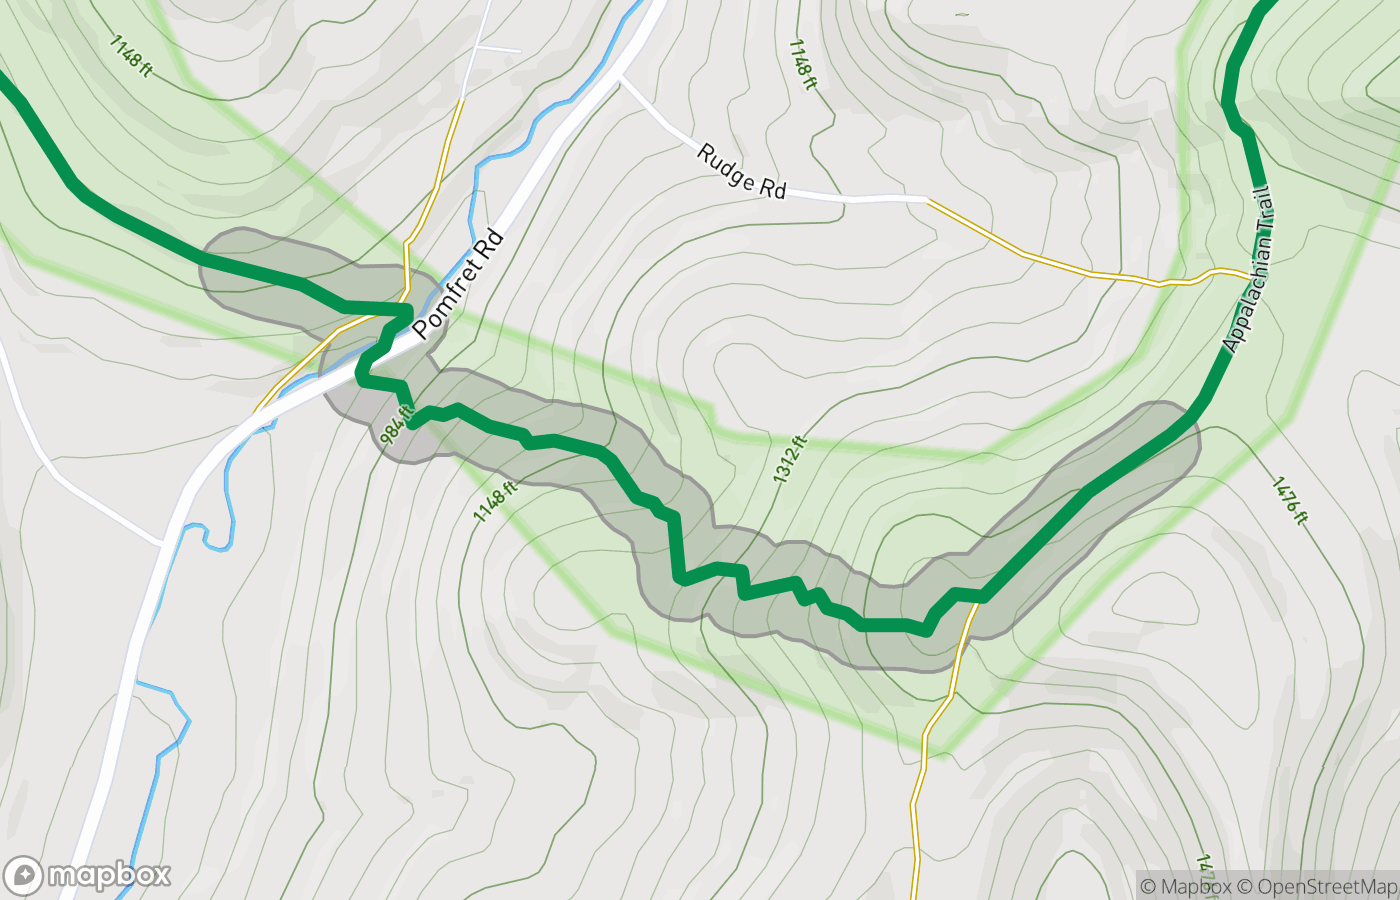 1148 ft
1148 ft
Rudge Rd
Appalachian Trail
Pomfret Rd
984 ft
1312 ft
1148 ft
1476 ft
mapbox
© Mapbox © OpenStreetMap